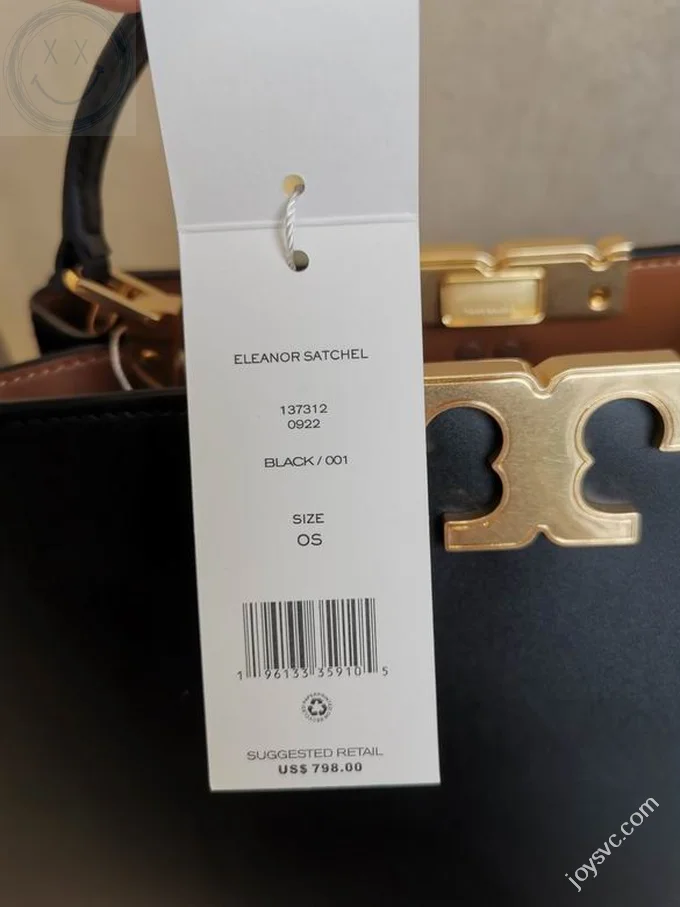 ELEANOR SATCHEL
137312
0922
BLACK / 001
SIZE
OS
1 96133 35910 5
SUGGESTED RETAIL
US$ 798.00
joysvc.com